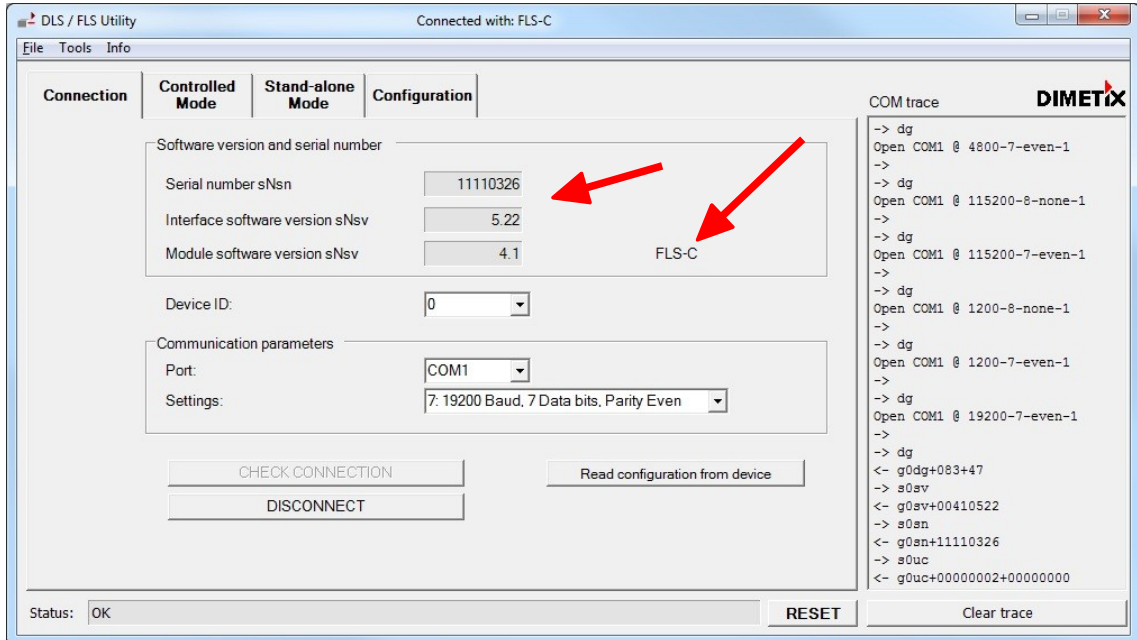 DLS / FLS Utility
Connected with: FLS-C
File Tools Info
Connection
Controlled Mode
Stand-alone Mode
Configuration
Software version and serial number
Serial number sNsn 11110326
Interface software version sNsv 5.22
Module software version sNsv 4.1 FLS-C
Device ID: 0
Communication parameters
Port: COM1
Settings: 7: 19200 Baud, 7 Data bits, Parity Even
CHECK CONNECTION
Read configuration from device
DISCONNECT
COM trace
DIMETIX
-> dg
Open COM1 @ 4800-7-even-1
->
-> dg
Open COM1 @ 115200-8-none-1
->
-> dg
Open COM1 @ 115200-7-even-1
->
-> dg
Open COM1 @ 1200-8-none-1
->
-> dg
Open COM1 @ 1200-7-even-1
->
-> dg
Open COM1 @ 19200-7-even-1
->
-> dg
<- g0dg+083+47
-> s0sv
<- g0sv+00410522
-> s0sn
<- g0sn+11110326
-> s0uc
<- g0uc+00000002+00000000
Status: OK
RESET
Clear trace